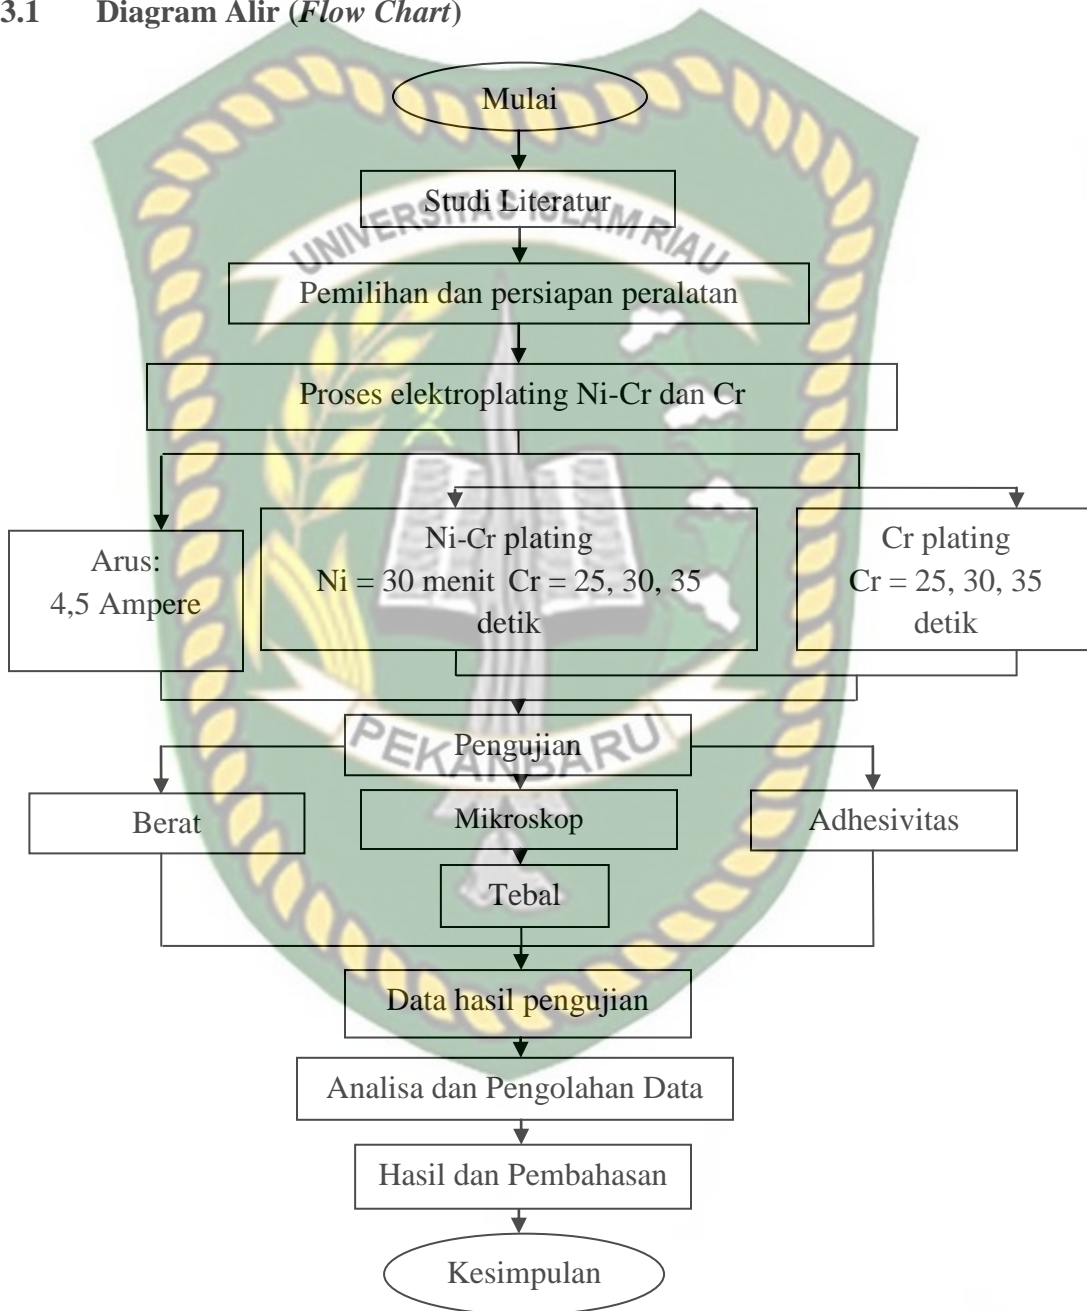 3.1 Diagram Alir (Flow Chart)
Mulai
Studi Literatur
UNIVERSITAS ISLAM RIAU
Pemilihan dan persiapan peralatan
Proses elektroplating Ni-Cr dan Cr
Arus:
4,5 Ampere
Ni-Cr plating
Ni = 30 menit Cr = 25, 30, 35
detik
Cr plating
Cr = 25, 30, 35
detik
Pengujian
PEKANBARU
Berat
Mikroskop
Adhesivitas
Tebal
Data hasil pengujian
Analisa dan Pengolahan Data
Hasil dan Pembahasan
Kesimpulan